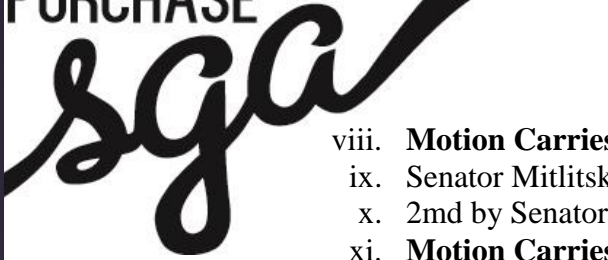 PURCHASE
sga
viii. Motion Carries
ix. Senator Mitlitsk
x. 2md by Senator
xi. Motion Carries